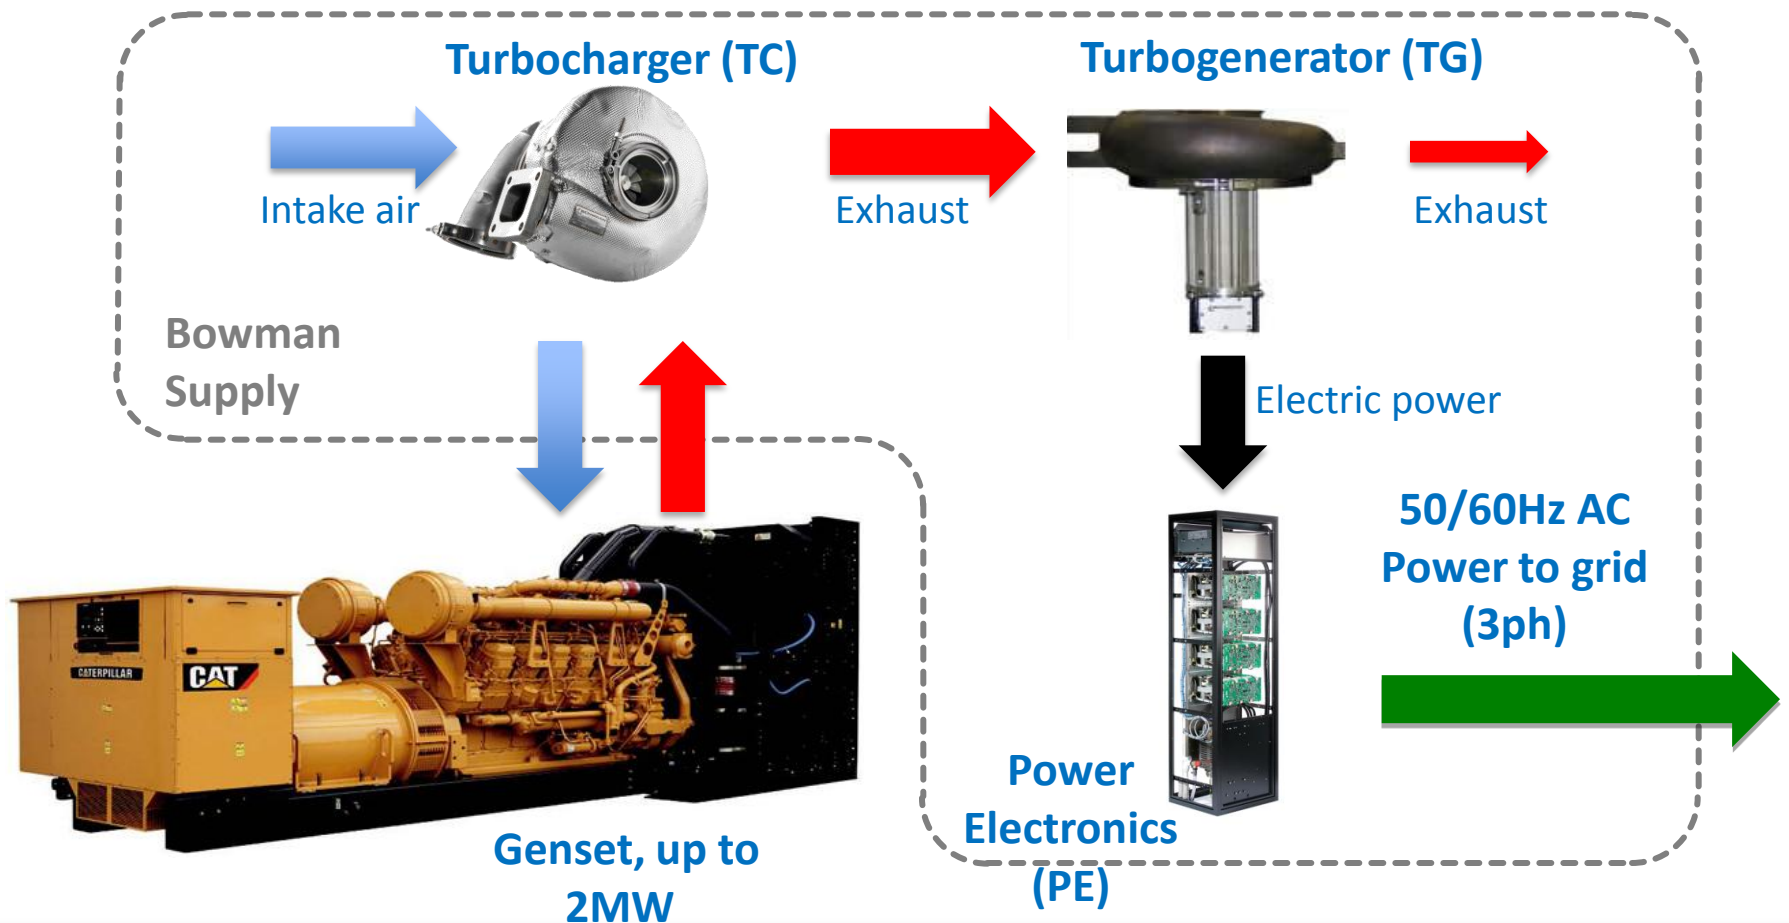 Turbocharger (TC)
Turbogenerator (TG)
Intake air
Exhaust
Exhaust
Bowman
Supply
Electric power
50/60Hz AC
Power to grid
(3ph)
CATERPILLAR
CAT
Power
Electronics
(PE)
Genset, up to
2MW